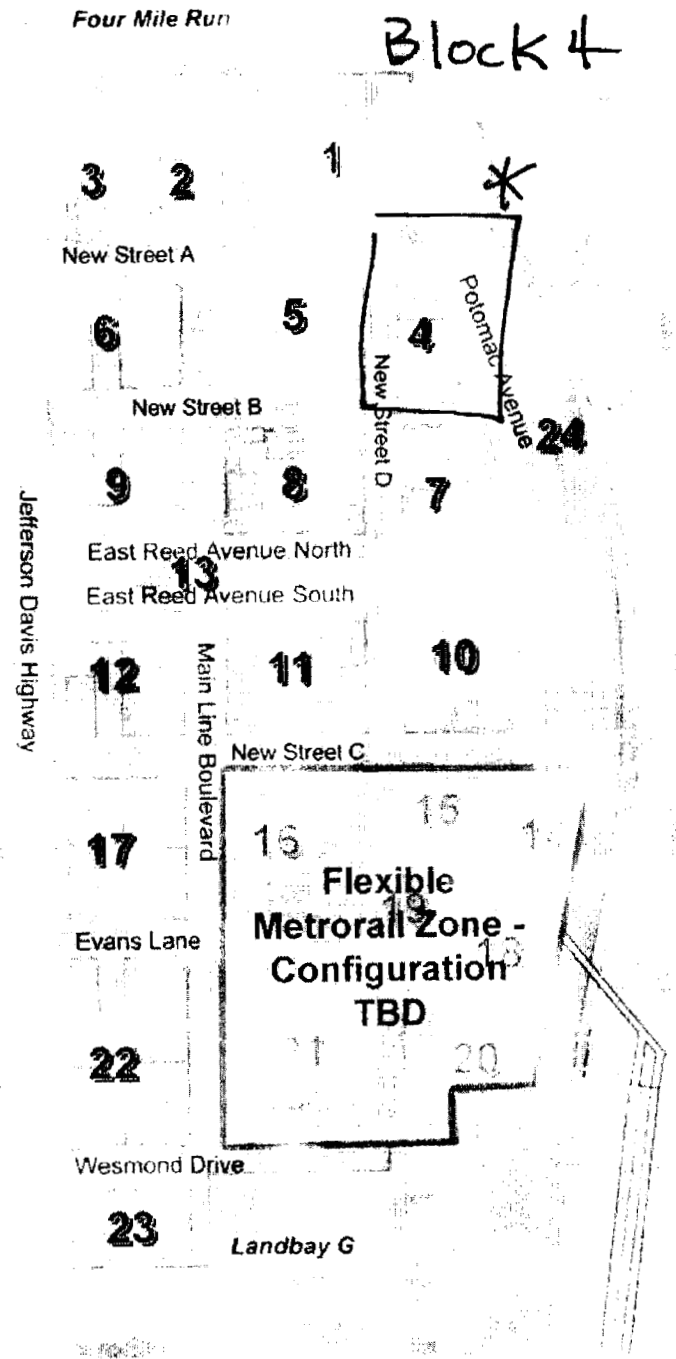 Four Mile Run
Block 4
1
3 2
*
New Street A
Potomac Avenue
5
6
4
New Street D
New Street B
24
9 8 7
Jefferson Davis Highway
East Reed Avenue North
13
East Reed Avenue South
Main Line Boulevard
12 11 10
New Street C
15
16 14
17
Flexible
19
Metrorail Zone -
18
Configuration
TBD
Evans Lane
21 20
22
Wesmond Drive
23
Landbay G